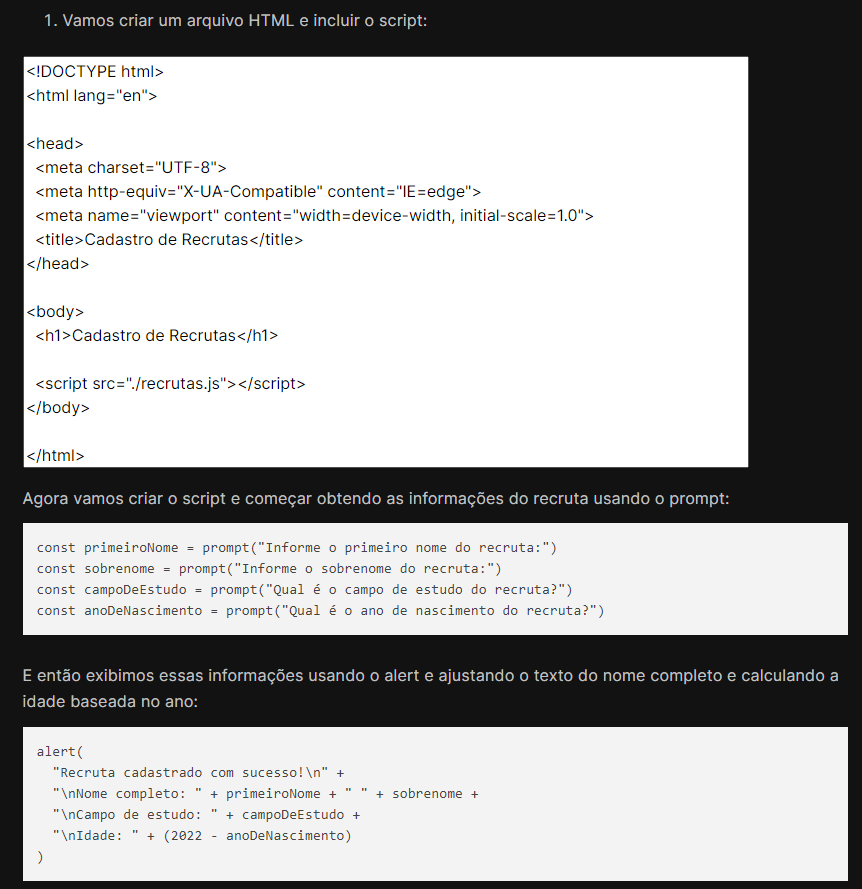 1. Vamos criar um arquivo HTML e incluir o script:
<!DOCTYPE html>
<html lang="en">
<head>
<meta charset="UTF-8">
<meta http-equiv="X-UA-Compatible" content="IE=edge">
<meta name="viewport" content="width=device-width, initial-scale=1.0">
<title>Cadastro de Recrutas</title>
</head>
<body>
<h1>Cadastro de Recrutas</h1>
<script src="./recrutas.js"></script>
</body>
</html>
Agora vamos criar o script e começar obtendo as informações do recruta usando o prompt:
const primeiroNome = prompt("Informe o primeiro nome do recruta:")
const sobrenome = prompt("Informe o sobrenome do recruta:")
const campoDeEstudo = prompt("Qual é o campo de estudo do recruta?")
const anoDeNascimento = prompt("Qual é o ano de nascimento do recruta?")
E então exibimos essas informações usando o alert e ajustando o texto do nome completo e calculando a
idade baseada no ano:
alert(
"Recruta cadastrado com sucesso!\n" +
"\nNome completo: " + primeiroNome + " " + sobrenome +
"\nCampo de estudo: " + campoDeEstudo +
"\nIdade: " + (2022 - anoDeNascimento)
)